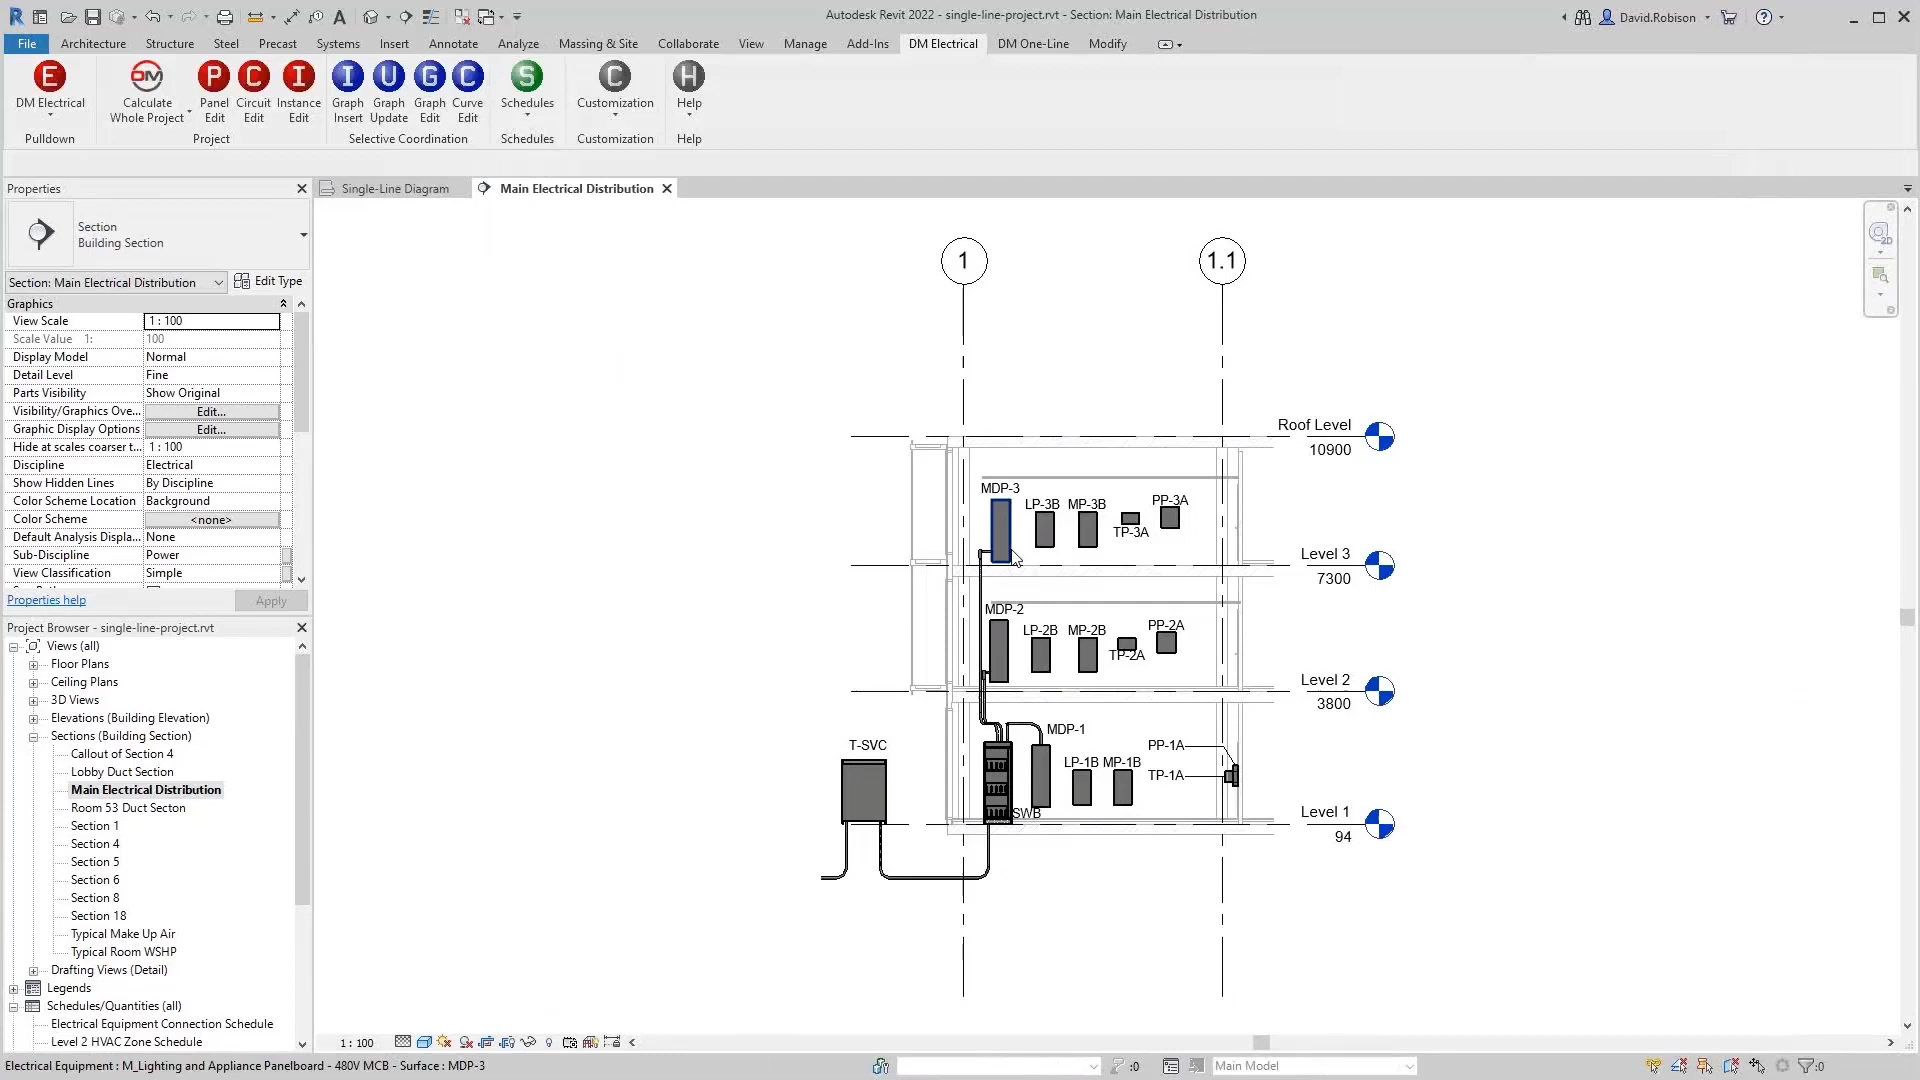 Autodesk Revit 2022 - single-line-project.rvt - Section: Main Electrical Distribution
David.Robison
File Architecture Structure Steel Precast Systems Insert Annotate Analyze Massing & Site Collaborate View Manage Add-Ins DM Electrical DM One-Line Modify
E DM P C I I U G C S C H
DM Electrical Calculate Whole Project Panel Edit Circuit Edit Instance Edit Graph Insert Graph Update Graph Edit Curve Edit Schedules Customization Help
Pulldown Project Selective Coordination Schedules Customization Help
Properties
Section
Building Section
Section: Main Electrical Distribution Edit Type
Graphics
View Scale 1 : 100
Scale Value 1: 100
Display Model Normal
Detail Level Fine
Parts Visibility Show Original
Visibility/Graphics Ove... Edit...
Graphic Display Options Edit...
Hide at scales coarser t... 1 : 100
Discipline Electrical
Show Hidden Lines By Discipline
Color Scheme Location Background
Color Scheme <none>
Default Analysis Displa... None
Sub-Discipline Power
View Classification Simple
Properties help Apply
Project Browser - single-line-project.rvt
Views (all)
Floor Plans
Ceiling Plans
3D Views
Elevations (Building Elevation)
Sections (Building Section)
Callout of Section 4
Lobby Duct Section
Main Electrical Distribution
Room 53 Duct Secton
Section 1
Section 4
Section 5
Section 6
Section 8
Section 18
Typical Make Up Air
Typical Room WSHP
Drafting Views (Detail)
Legends
Schedules/Quantities (all)
Electrical Equipment Connection Schedule
Level 2 HVAC Zone Schedule
Single-Line Diagram Main Electrical Distribution
2D
1 1.1
Roof Level
10900
MDP-3 LP-3B MP-3B TP-3A PP-3A
Level 3
7300
MDP-2 LP-2B MP-2B TP-2A PP-2A
Level 2
3800
T-SVC MDP-1 LP-1B MP-1B PP-1A
TP-1A
SWB
Level 1
94
1 : 100
Electrical Equipment : M_Lighting and Appliance Panelboard - 480V MCB - Surface : MDP-3
:0 Main Model :0